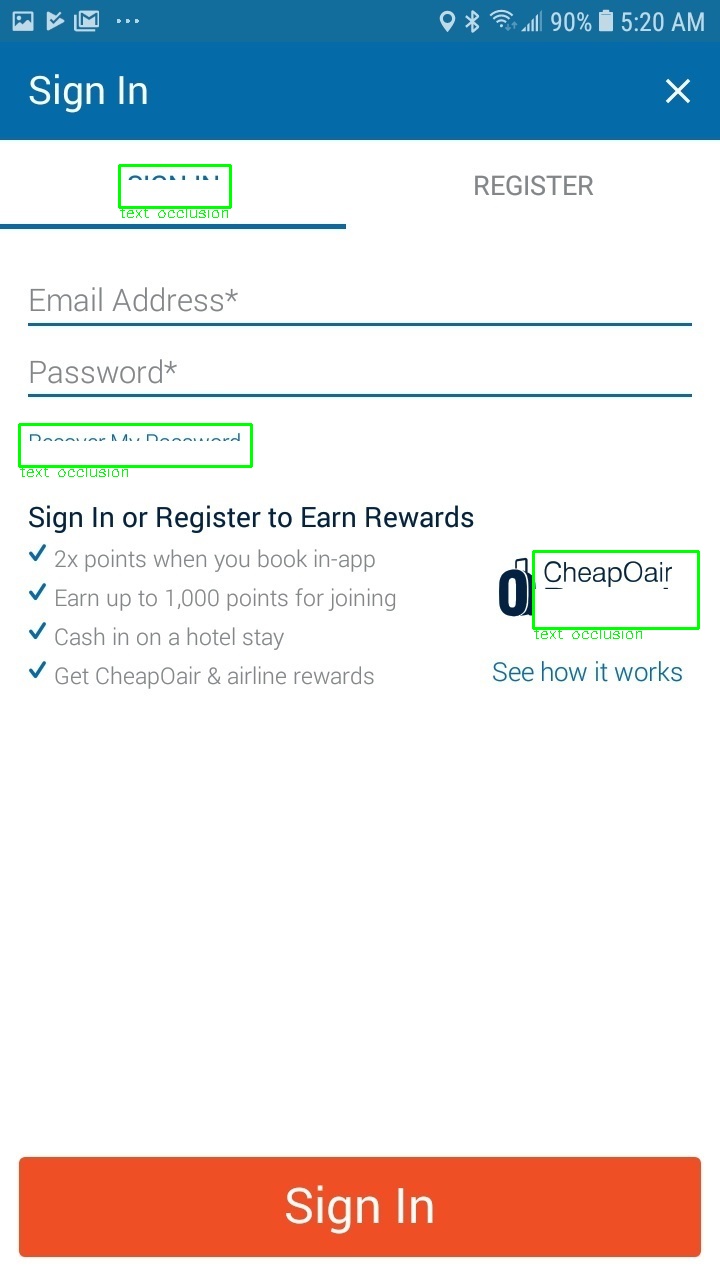 90% 5:20 AM
Sign In
SIGN IN
REGISTER
text occlusion
Email Address*
Password*
Recover My Password
text occlusion
Sign In or Register to Earn Rewards
2x points when you book in-app
Earn up to 1,000 points for joining
Cash in on a hotel stay
Get CheapOair & airline rewards
CheapOair
text occlusion
See how it works
Sign In